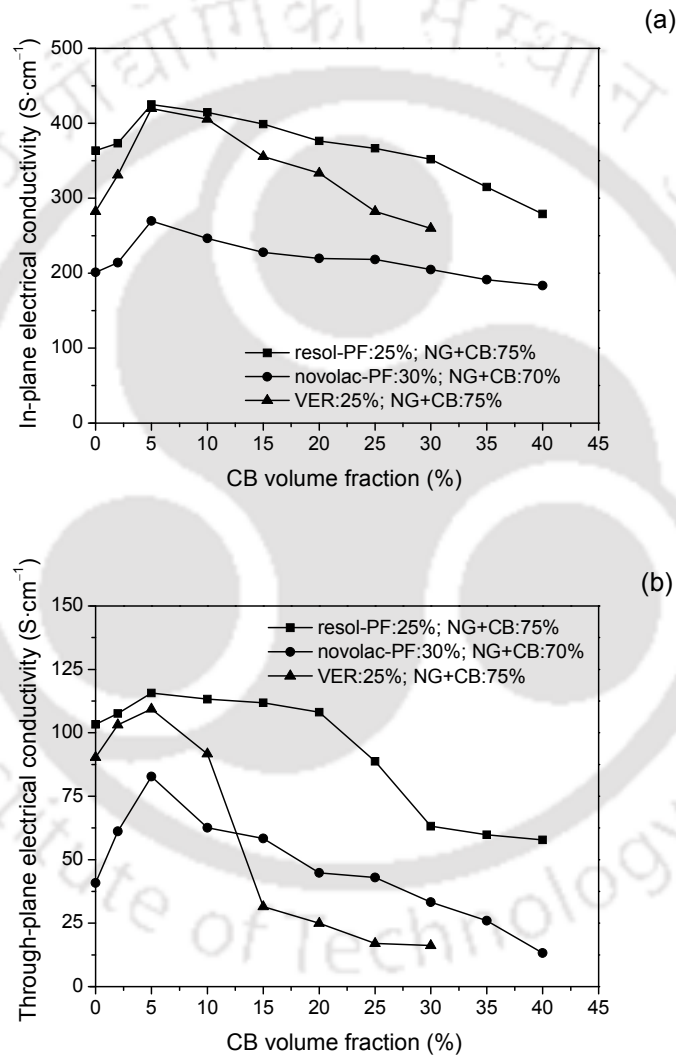 (a)
In-plane electrical conductivity (S·cm⁻¹)
500
400
300
200
100
0
resol-PF:25%; NG+CB:75%
novolac-PF:30%; NG+CB:70%
VER:25%; NG+CB:75%
0 5 10 15 20 25 30 35 40 45
CB volume fraction (%)
(b)
Through-plane electrical conductivity (S·cm⁻¹)
150
125
100
75
50
25
0
resol-PF:25%; NG+CB:75%
novolac-PF:30%; NG+CB:70%
VER:25%; NG+CB:75%
0 5 10 15 20 25 30 35 40 45
CB volume fraction (%)
itute of Technology